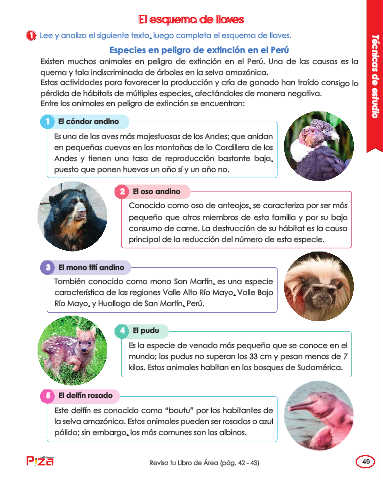 El esquema de llaves
1. Lee y analiza el siguiente texto, luego completa el esquema de llaves.
Técnicas de estudio
Especies en peligro de extinción en el Perú
Existen muchos animales en peligro de extinción en el Perú. Una de las causas es la
quema y tala indiscriminada de árboles en la selva amazónica.
Estas actividades para favorecer la producción y cría de ganado han traído consigo la
pérdida de hábitats de múltiples especies, afectándoles de manera negativa.
Entre los animales en peligro de extinción se encuentran:
1 El cóndor andino
Es una de las aves más majestuosas de los Andes; que anidan
en pequeñas cuevas en las montañas de la Cordillera de los
Andes y tienen una tasa de reproducción bastante baja,
puesto que ponen huevos un año sí y un año no.
2 El oso andino
Conocido como oso de anteojos, se caracteriza por ser más
pequeño que otros miembros de esta familia y por su bajo
consumo de carne. La destrucción de su hábitat es la causa
principal de la reducción del número de esta especie.
3 El mono tití andino
También conocido como mono San Martín, es una especie
característica de las regiones Valle Alto Río Mayo, Valle Bajo
Río Mayo, y Huallaga de San Martín, Perú.
4 El pudu
Es la especie de venado más pequeña que se conoce en el
mundo; los pudus no superan los 33 cm y pesan menos de 7
kilos. Estos animales habitan en los bosques de Sudamérica.
5 El delfín rosado
Este delfín es conocido como “boutu” por los habitantes de
la selva amazónica. Estos animales pueden ser rosados o azul
pálido; sin embargo, los más comunes son los albinos.
Revisa tu Libro de Área (pág. 42 - 43)
45